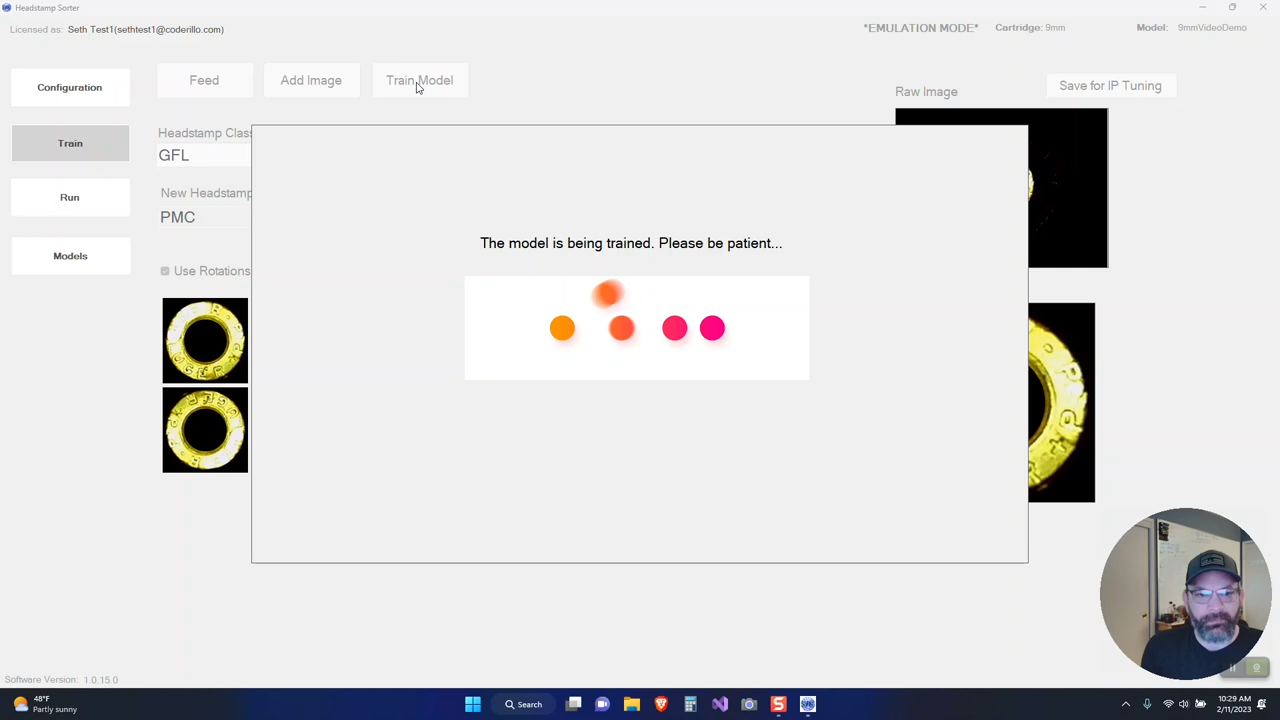 Headstamp Sorter
Licensed as: Seth Test1(sethtest1@coderillo.com)
*EMULATION MODE* Cartridge: 9mm Model: 9mmVideoDemo
Configuration
Train
Run
Models
Feed Add Image Train Model
Raw Image Save for IP Tuning
Headstamp Clas
GFL
New Headstamp
PMC
Use Rotations
The model is being trained. Please be patient...
Software Version: 1.0.15.0
48°F
Partly sunny
Search
10:29 AM
2/11/2023